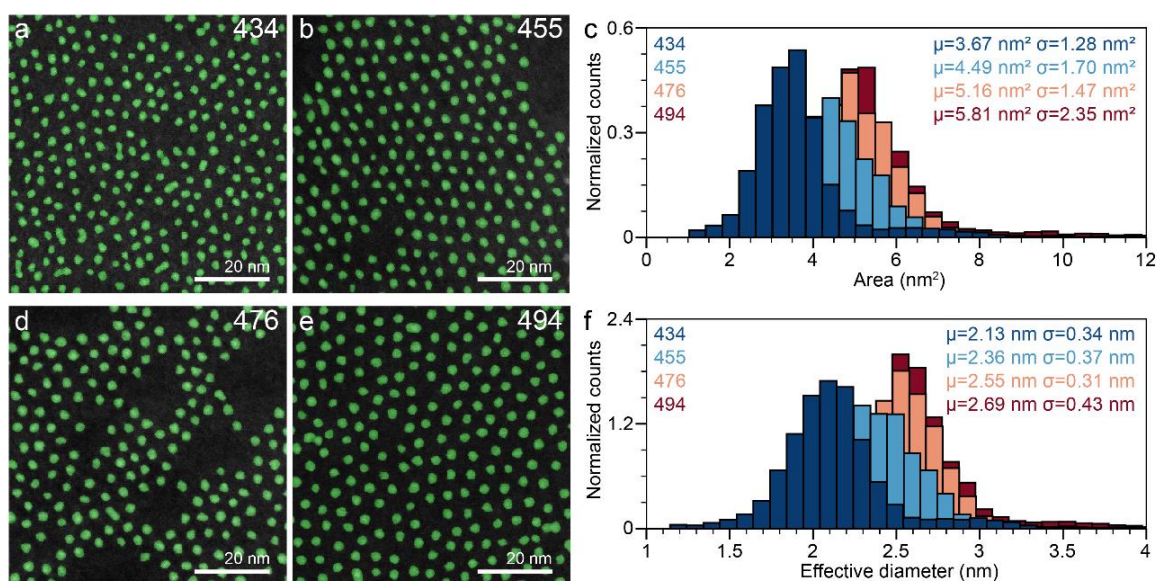 a
434
20 nm
b
455
20 nm
c
0.6
0.3
0
Normalized counts
434
455
476
494
µ=3.67 nm² σ=1.28 nm²
µ=4.49 nm² σ=1.70 nm²
µ=5.16 nm² σ=1.47 nm²
µ=5.81 nm² σ=2.35 nm²
0 2 4 6 8 10 12
Area (nm²)
d
476
20 nm
e
494
20 nm
f
2.4
1.2
0
Normalized counts
434
455
476
494
µ=2.13 nm σ=0.34 nm
µ=2.36 nm σ=0.37 nm
µ=2.55 nm σ=0.31 nm
µ=2.69 nm σ=0.43 nm
1 1.5 2 2.5 3 3.5 4
Effective diameter (nm)